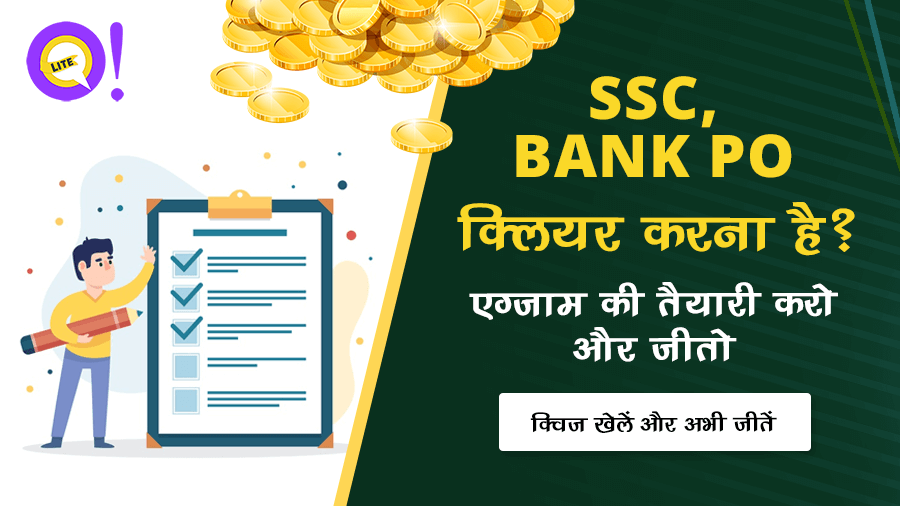 LITE
SSC,
BANK PO
क्लियर करना है?
एग्जाम की तैयारी करो
और जीतो
क्विज खेलें और अभी जीतें